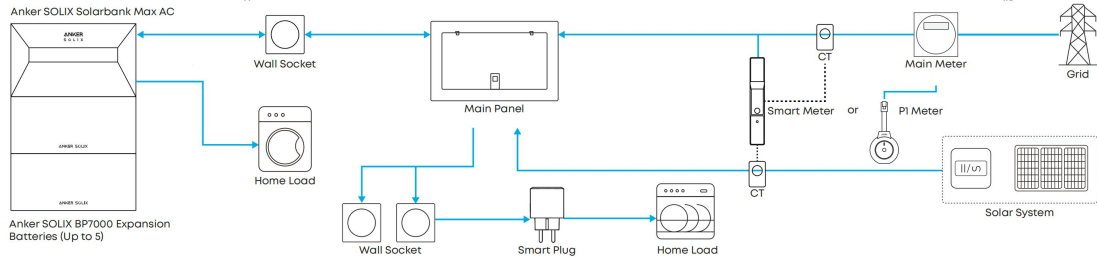 Anker SOLIX Solarbank Max AC
ANKER
SOLIX
Wall Socket
Main Panel
CT
Main Meter
Grid
Smart Meter or P1 Meter
Home Load
ANKER SOLIX
CT
Solar System
ANKER SOLIX
Anker SOLIX BP7000 Expansion
Batteries (Up to 5)
Wall Socket
Smart Plug
Home Load